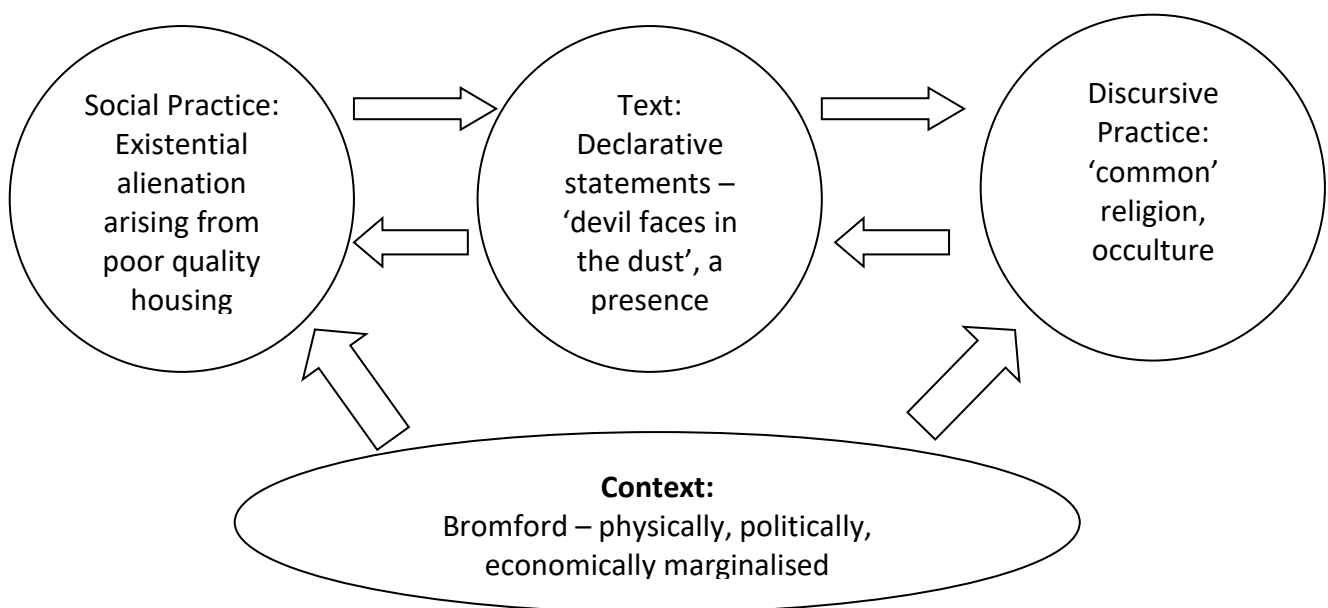 Social Practice:
Existential
alienation
arising from
poor quality
housing
Text:
Declarative
statements –
‘devil faces in
the dust’, a
presence
Discursive
Practice:
‘common’
religion,
occulture
Context:
Bromford – physically, politically,
economically marginalised